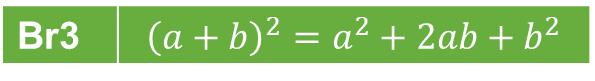 Br3 (a + b)² = a² + 2ab + b²